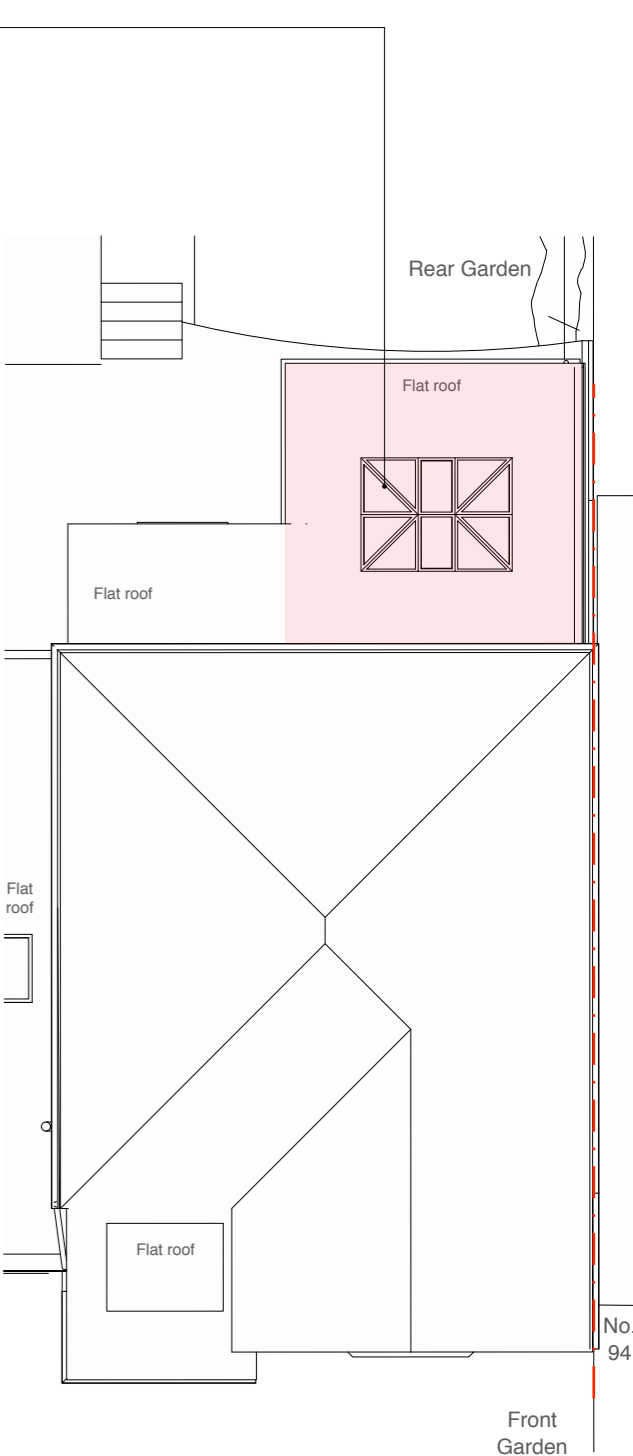 Rear Garden
Flat roof
Flat roof
Flat
roof
Flat roof
No.
94
Front
Garden